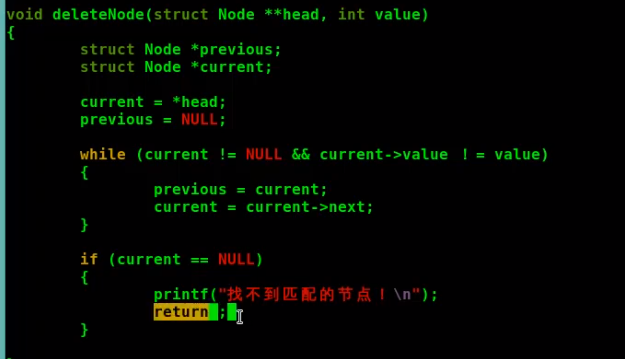 void deleteNode(struct Node **head, int value)
{
struct Node *previous;
struct Node *current;
current = *head;
previous = NULL;
while (current != NULL && current->value != value)
{
previous = current;
current = current->next;
}
if (current == NULL)
{
printf("找不到匹配的节点！\n");
return ;
}